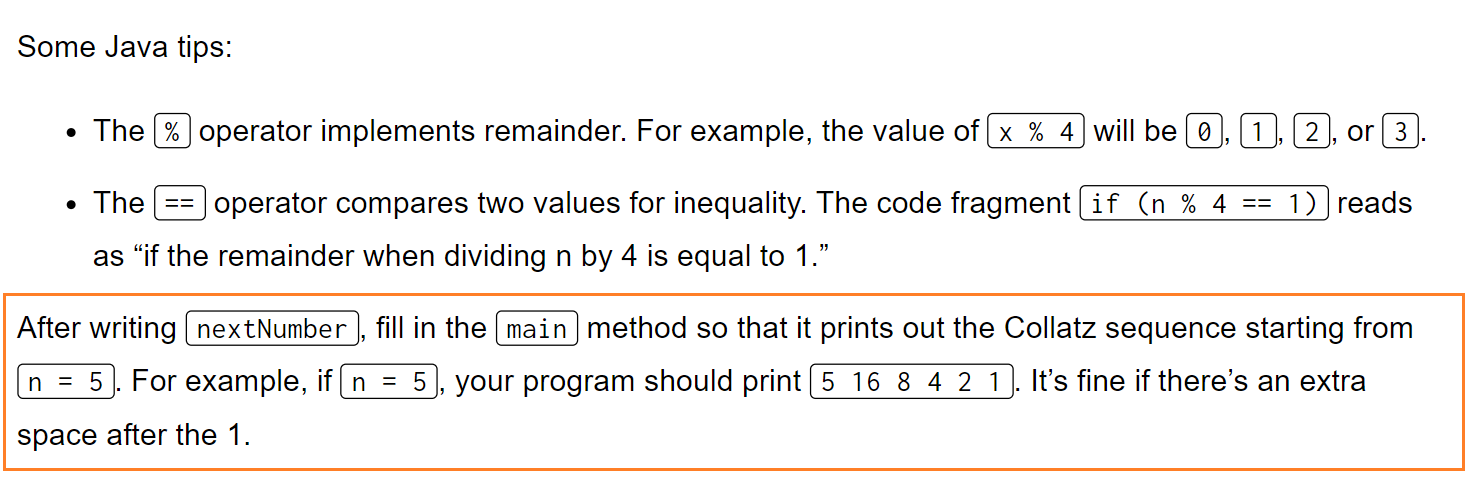 Some Java tips:
• The % operator implements remainder. For example, the value of x % 4 will be 0, 1, 2, or 3.
• The == operator compares two values for inequality. The code fragment if (n % 4 == 1) reads
as “if the remainder when dividing n by 4 is equal to 1.”
After writing nextNumber, fill in the main method so that it prints out the Collatz sequence starting from
n = 5. For example, if n = 5, your program should print 5 16 8 4 2 1. It’s fine if there’s an extra
space after the 1.